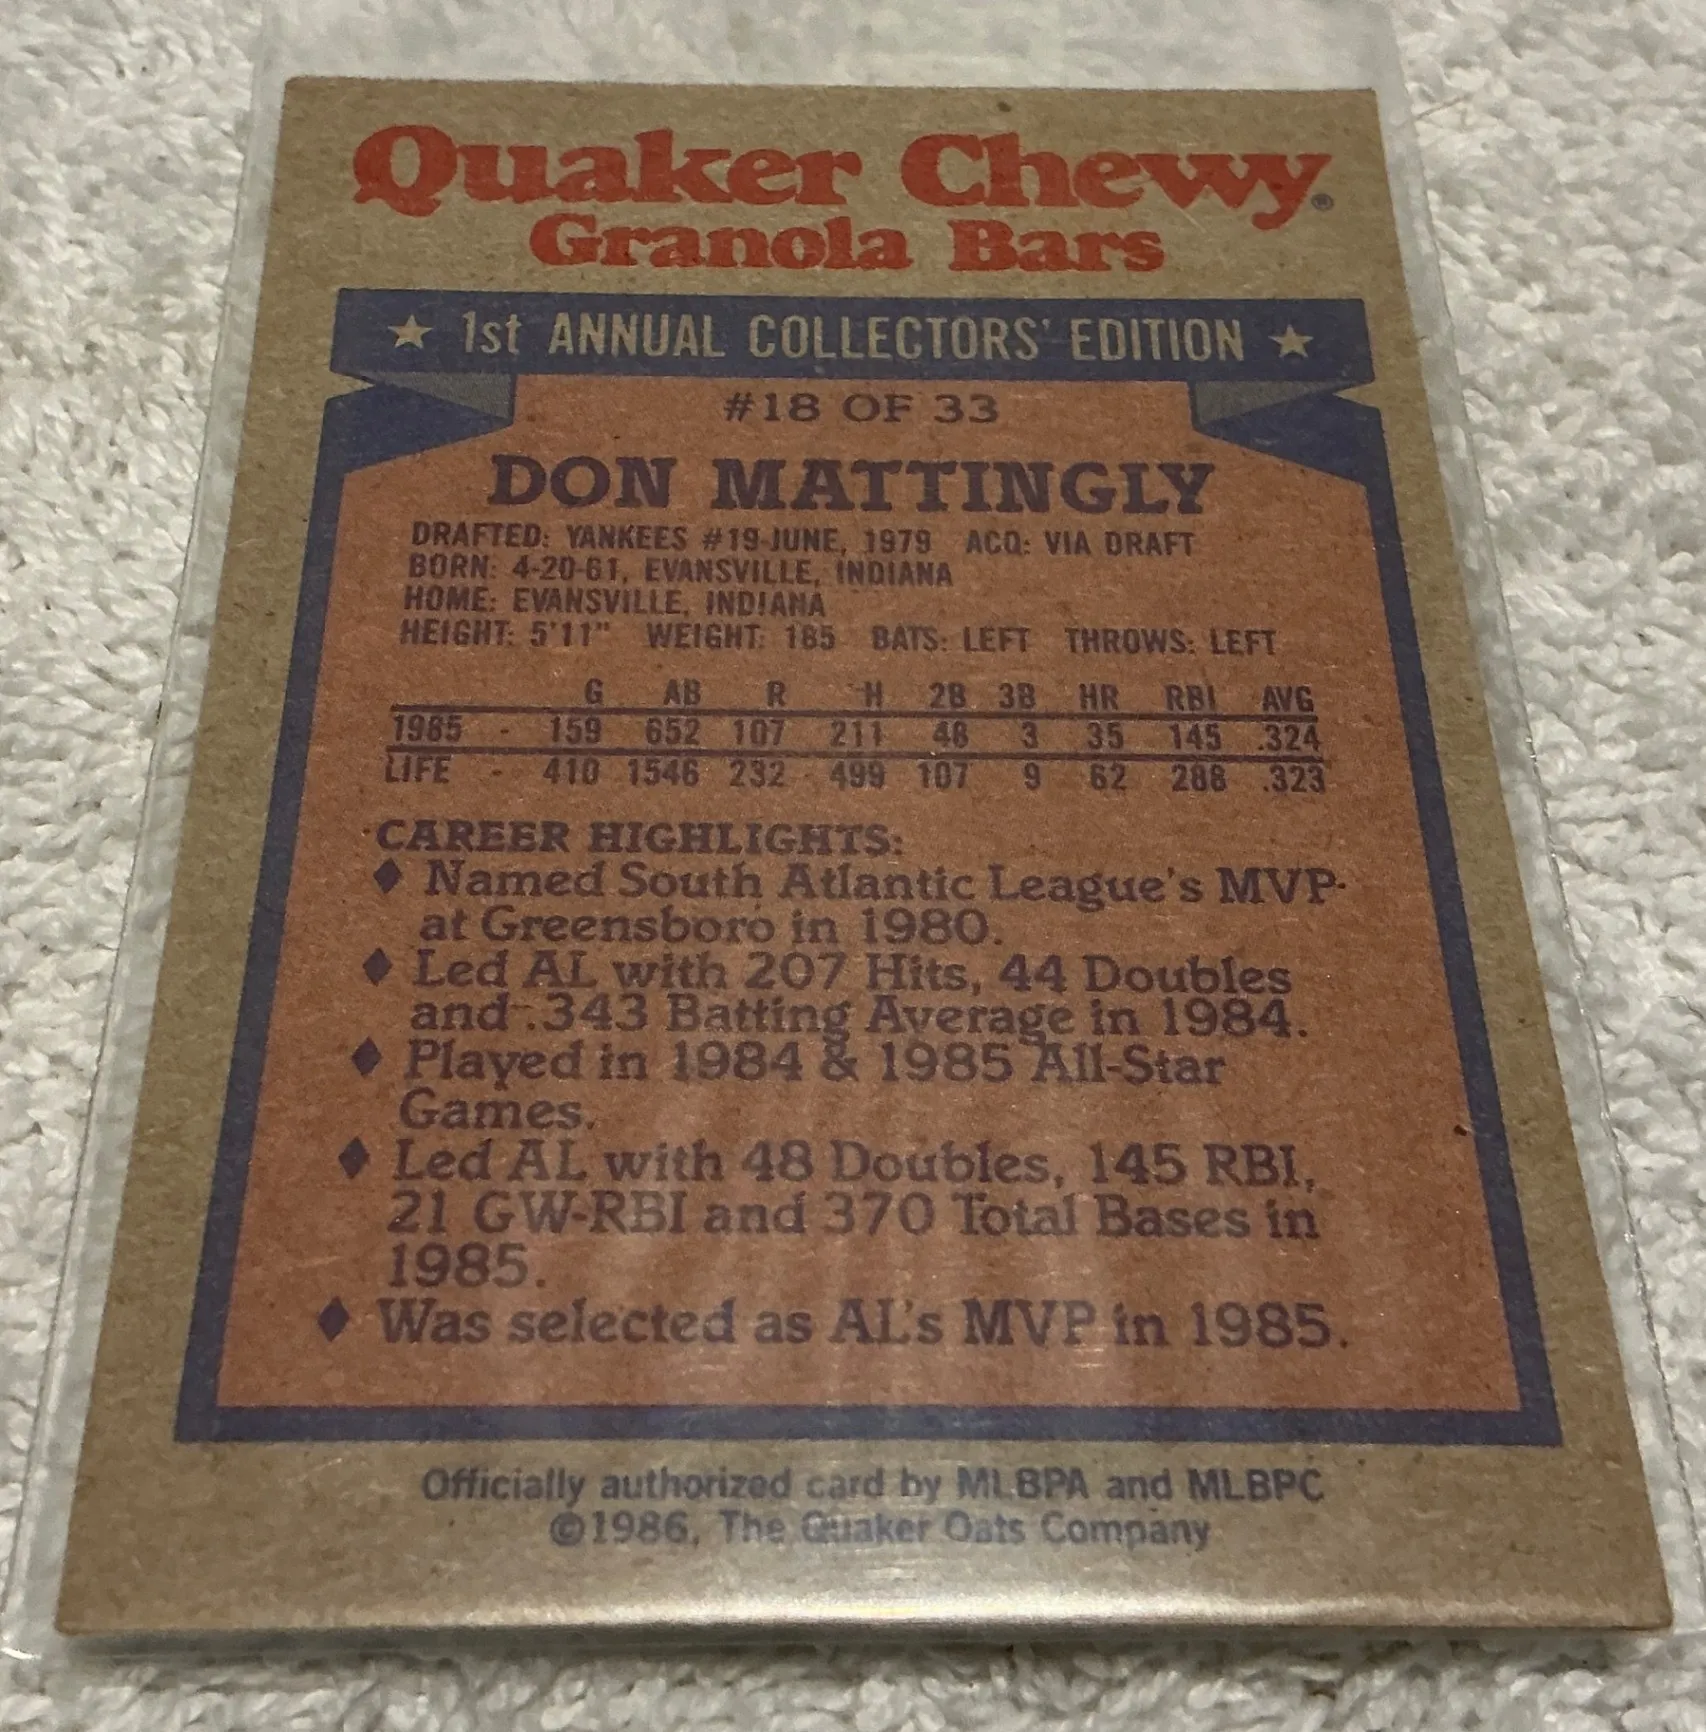 Quaker Chewy®
Granola Bars
★ 1st ANNUAL COLLECTORS' EDITION ★
#18 OF 33
DON MATTINGLY
DRAFTED: YANKEES #19-JUNE, 1979 ACQ: VIA DRAFT
BORN: 4-20-61, EVANSVILLE, INDIANA
HOME: EVANSVILLE, INDIANA
HEIGHT: 5'11" WEIGHT: 185 BATS: LEFT THROWS: LEFT
G AB R H 2B 3B HR RBI AVG
1985 - 159 652 107 211 48 3 35 145 .324
LIFE - 410 1546 232 499 107 9 62 288 .323
CAREER HIGHLIGHTS:
♦ Named South Atlantic League's MVP
at Greensboro in 1980.
♦ Led AL with 207 Hits, 44 Doubles
and .343 Batting Average in 1984.
♦ Played in 1984 & 1985 All-Star
Games.
♦ Led AL with 48 Doubles, 145 RBI,
21 GW-RBI and 370 Total Bases in
1985.
♦ Was selected as AL's MVP in 1985.
Officially authorized card by MLBPA and MLBPC
©1986, The Quaker Oats Company